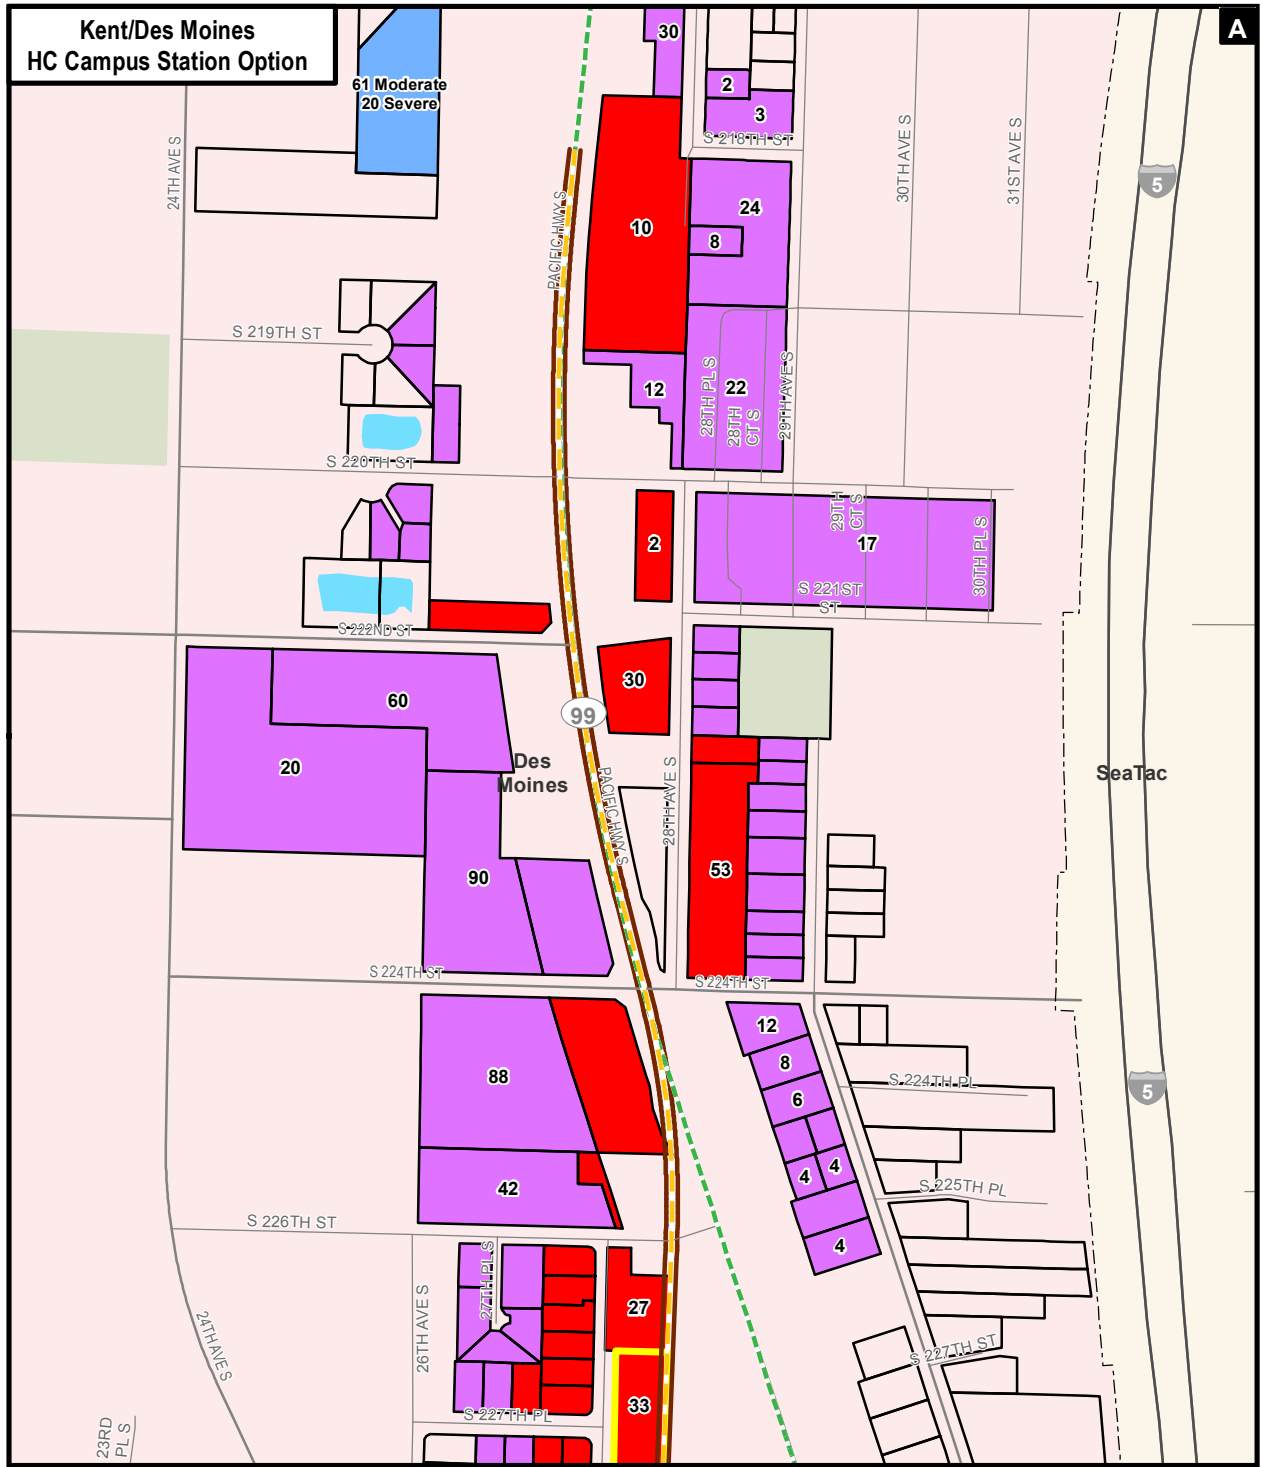 Kent/Des Moines
HC Campus Station Option
A
30
61 Moderate
20 Severe
2
3
S 218TH ST
24TH AVE S
30TH AVE S
31ST AVE S
5
PACIFIC HWY S
24
10
8
S 219TH ST
12
22
28TH PL S
28TH
CT S
29TH AVE S
S 220TH ST
29TH
CT S
2
17
30TH PL S
S 221ST
ST
S 222ND ST
30
60
99
20
Des
Moines
SeaTac
PACIFIC HWY S
28TH AVE S
53
90
S 224TH ST
S 224TH ST
12
88
8
S 224TH PL
5
6
4
4
42
S 225TH PL
S 226TH ST
4
27TH PL S
27
26TH AVE S
24TH AVE S
S 227TH ST
33
S 227TH PL
23RD
PL S